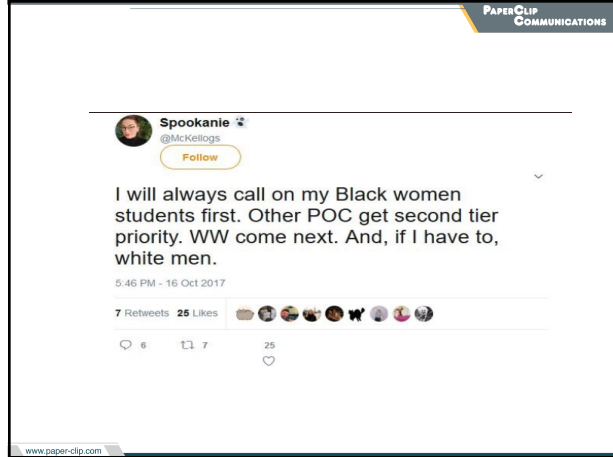 PAPERCLIP
COMMUNICATIONS
Spookanie
@McKellogs
Follow
I will always call on my Black women
students first. Other POC get second tier
priority. WW come next. And, if I have to,
white men.
5:46 PM - 16 Oct 2017
7 Retweets 25 Likes
6 7 25
www.paper-clip.com